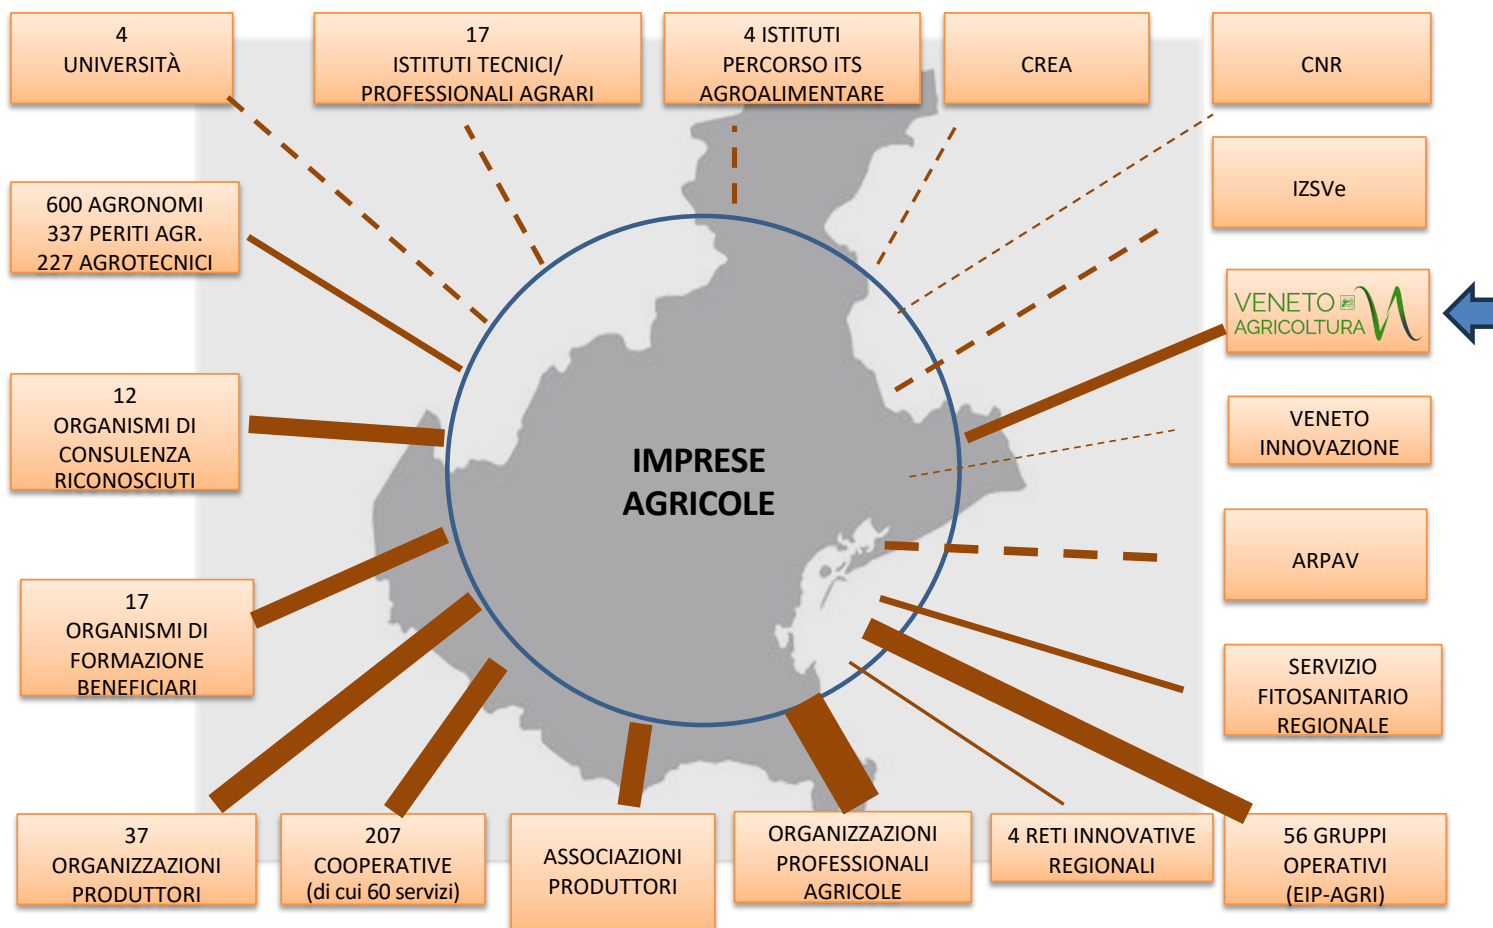 4
UNIVERSITÀ
17
ISTITUTI TECNICI/
PROFESSIONALI AGRARI
4 ISTITUTI
PERCORSO ITS
AGROALIMENTARE
CREA
CNR
600 AGRONOMI
337 PERITI AGR.
227 AGROTECNICI
IZSVe
VENETO
AGRICOLTURA
12
ORGANISMI DI
CONSULENZA
RICONOSCIUTI
VENETO
INNOVAZIONE
IMPRESE
AGRICOLE
ARPAV
17
ORGANISMI DI
FORMAZIONE
BENEFICIARI
SERVIZIO
FITOSANITARIO
REGIONALE
37
ORGANIZZAZIONI
PRODUTTORI
207
COOPERATIVE
(di cui 60 servizi)
ASSOCIAZIONI
PRODUTTORI
ORGANIZZAZIONI
PROFESSIONALI
AGRICOLE
4 RETI INNOVATIVE
REGIONALI
56 GRUPPI
OPERATIVI
(EIP-AGRI)